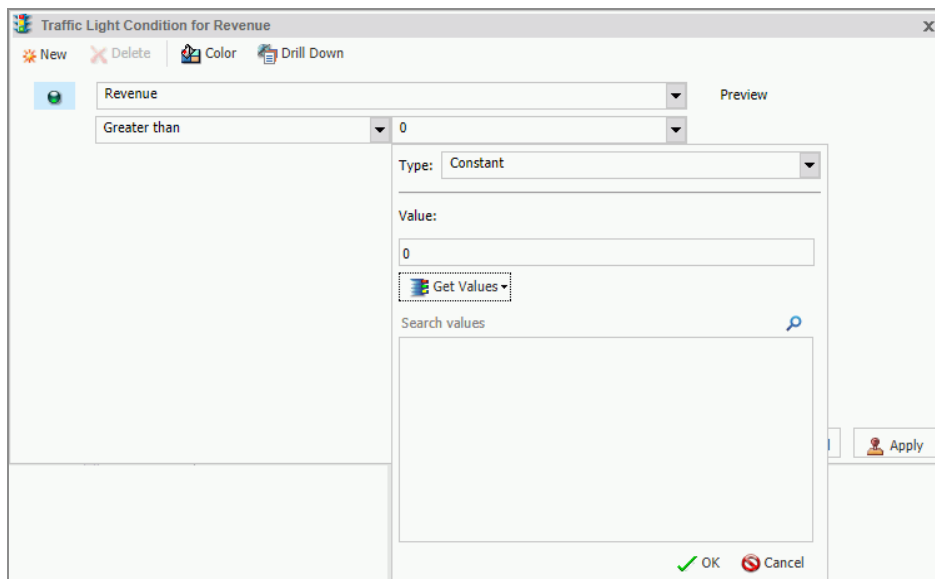 Traffic Light Condition for Revenue
New Delete Color Drill Down
Revenue Preview
Greater than 0
Type: Constant
Value:
0
Get Values
Search values
Apply
OK Cancel